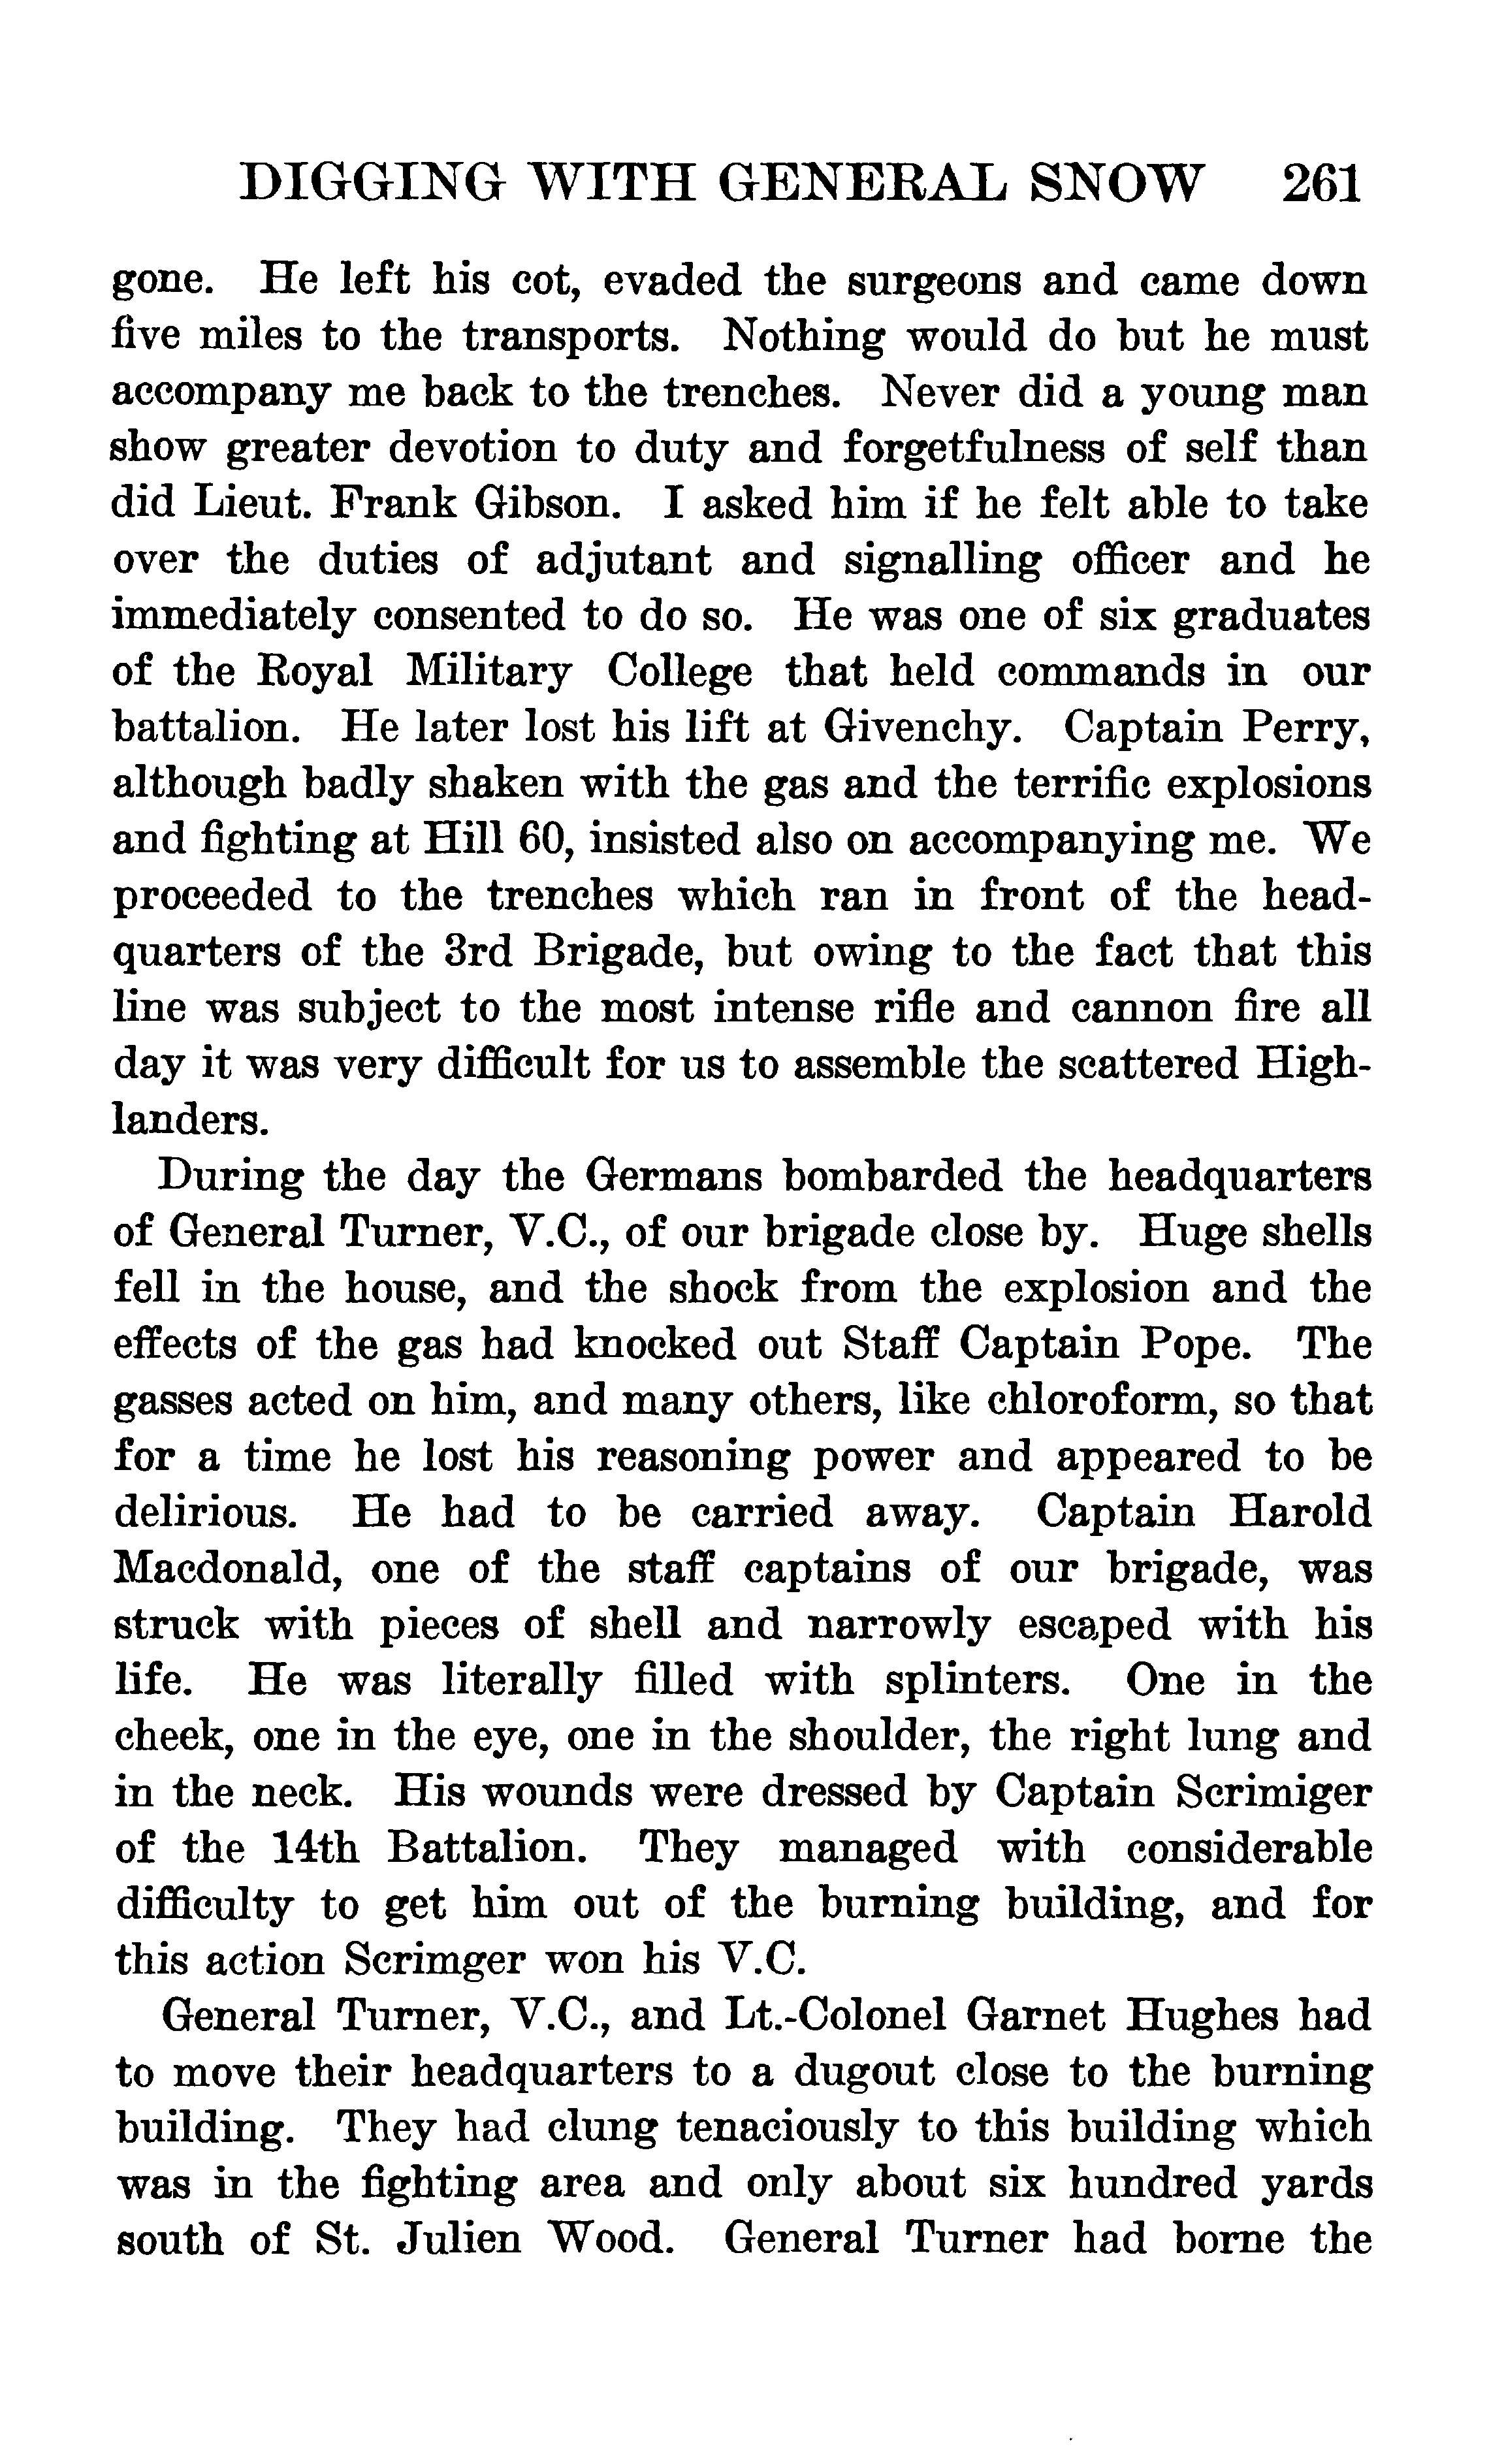 DIGGING WITH GENERAL SNOW 261
gone. He left his cot, evaded the surgeons and came down
five miles to the transports. Nothing would do but he must
accompany me back to the trenches. Never did a young man
show greater devotion to duty and forgetfulness of self than
did Lieut. Frank Gibson. I asked him if he felt able to take
over the duties of adjutant and signalling officer and he
immediately consented to do so. He was one of six graduates
of the Royal Military College that held commands in our
battalion. He later lost his lift at Givenchy. Captain Perry,
although badly shaken with the gas and the terrific explosions
and fighting at Hill 60, insisted also on accompanying me. We
proceeded to the trenches which ran in front of the head-
quarters of the 3rd Brigade, but owing to the fact that this
line was subject to the most intense rifle and cannon fire all
day it was very difficult for us to assemble the scattered High-
landers.
During the day the Germans bombarded the headquarters
of General Turner, V.C., of our brigade close by. Huge shells
fell in the house, and the shock from the explosion and the
effects of the gas had knocked out Staff Captain Pope. The
gasses acted on him, and many others, like chloroform, so that
for a time he lost his reasoning power and appeared to be
delirious. He had to be carried away. Captain Harold
Macdonald, one of the staff captains of our brigade, was
struck with pieces of shell and narrowly escaped with his
life. He was literally filled with splinters. One in the
cheek, one in the eye, one in the shoulder, the right lung and
in the neck. His wounds were dressed by Captain Scrimiger
of the 14th Battalion. They managed with considerable
difficulty to get him out of the burning building, and for
this action Scrimger won his V.C.
General Turner, V.C., and Lt.-Colonel Garnet Hughes had
to move their headquarters to a dugout close to the burning
building. They had clung tenaciously to this building which
was in the fighting area and only about six hundred yards
south of St. Julien Wood. General Turner had borne the